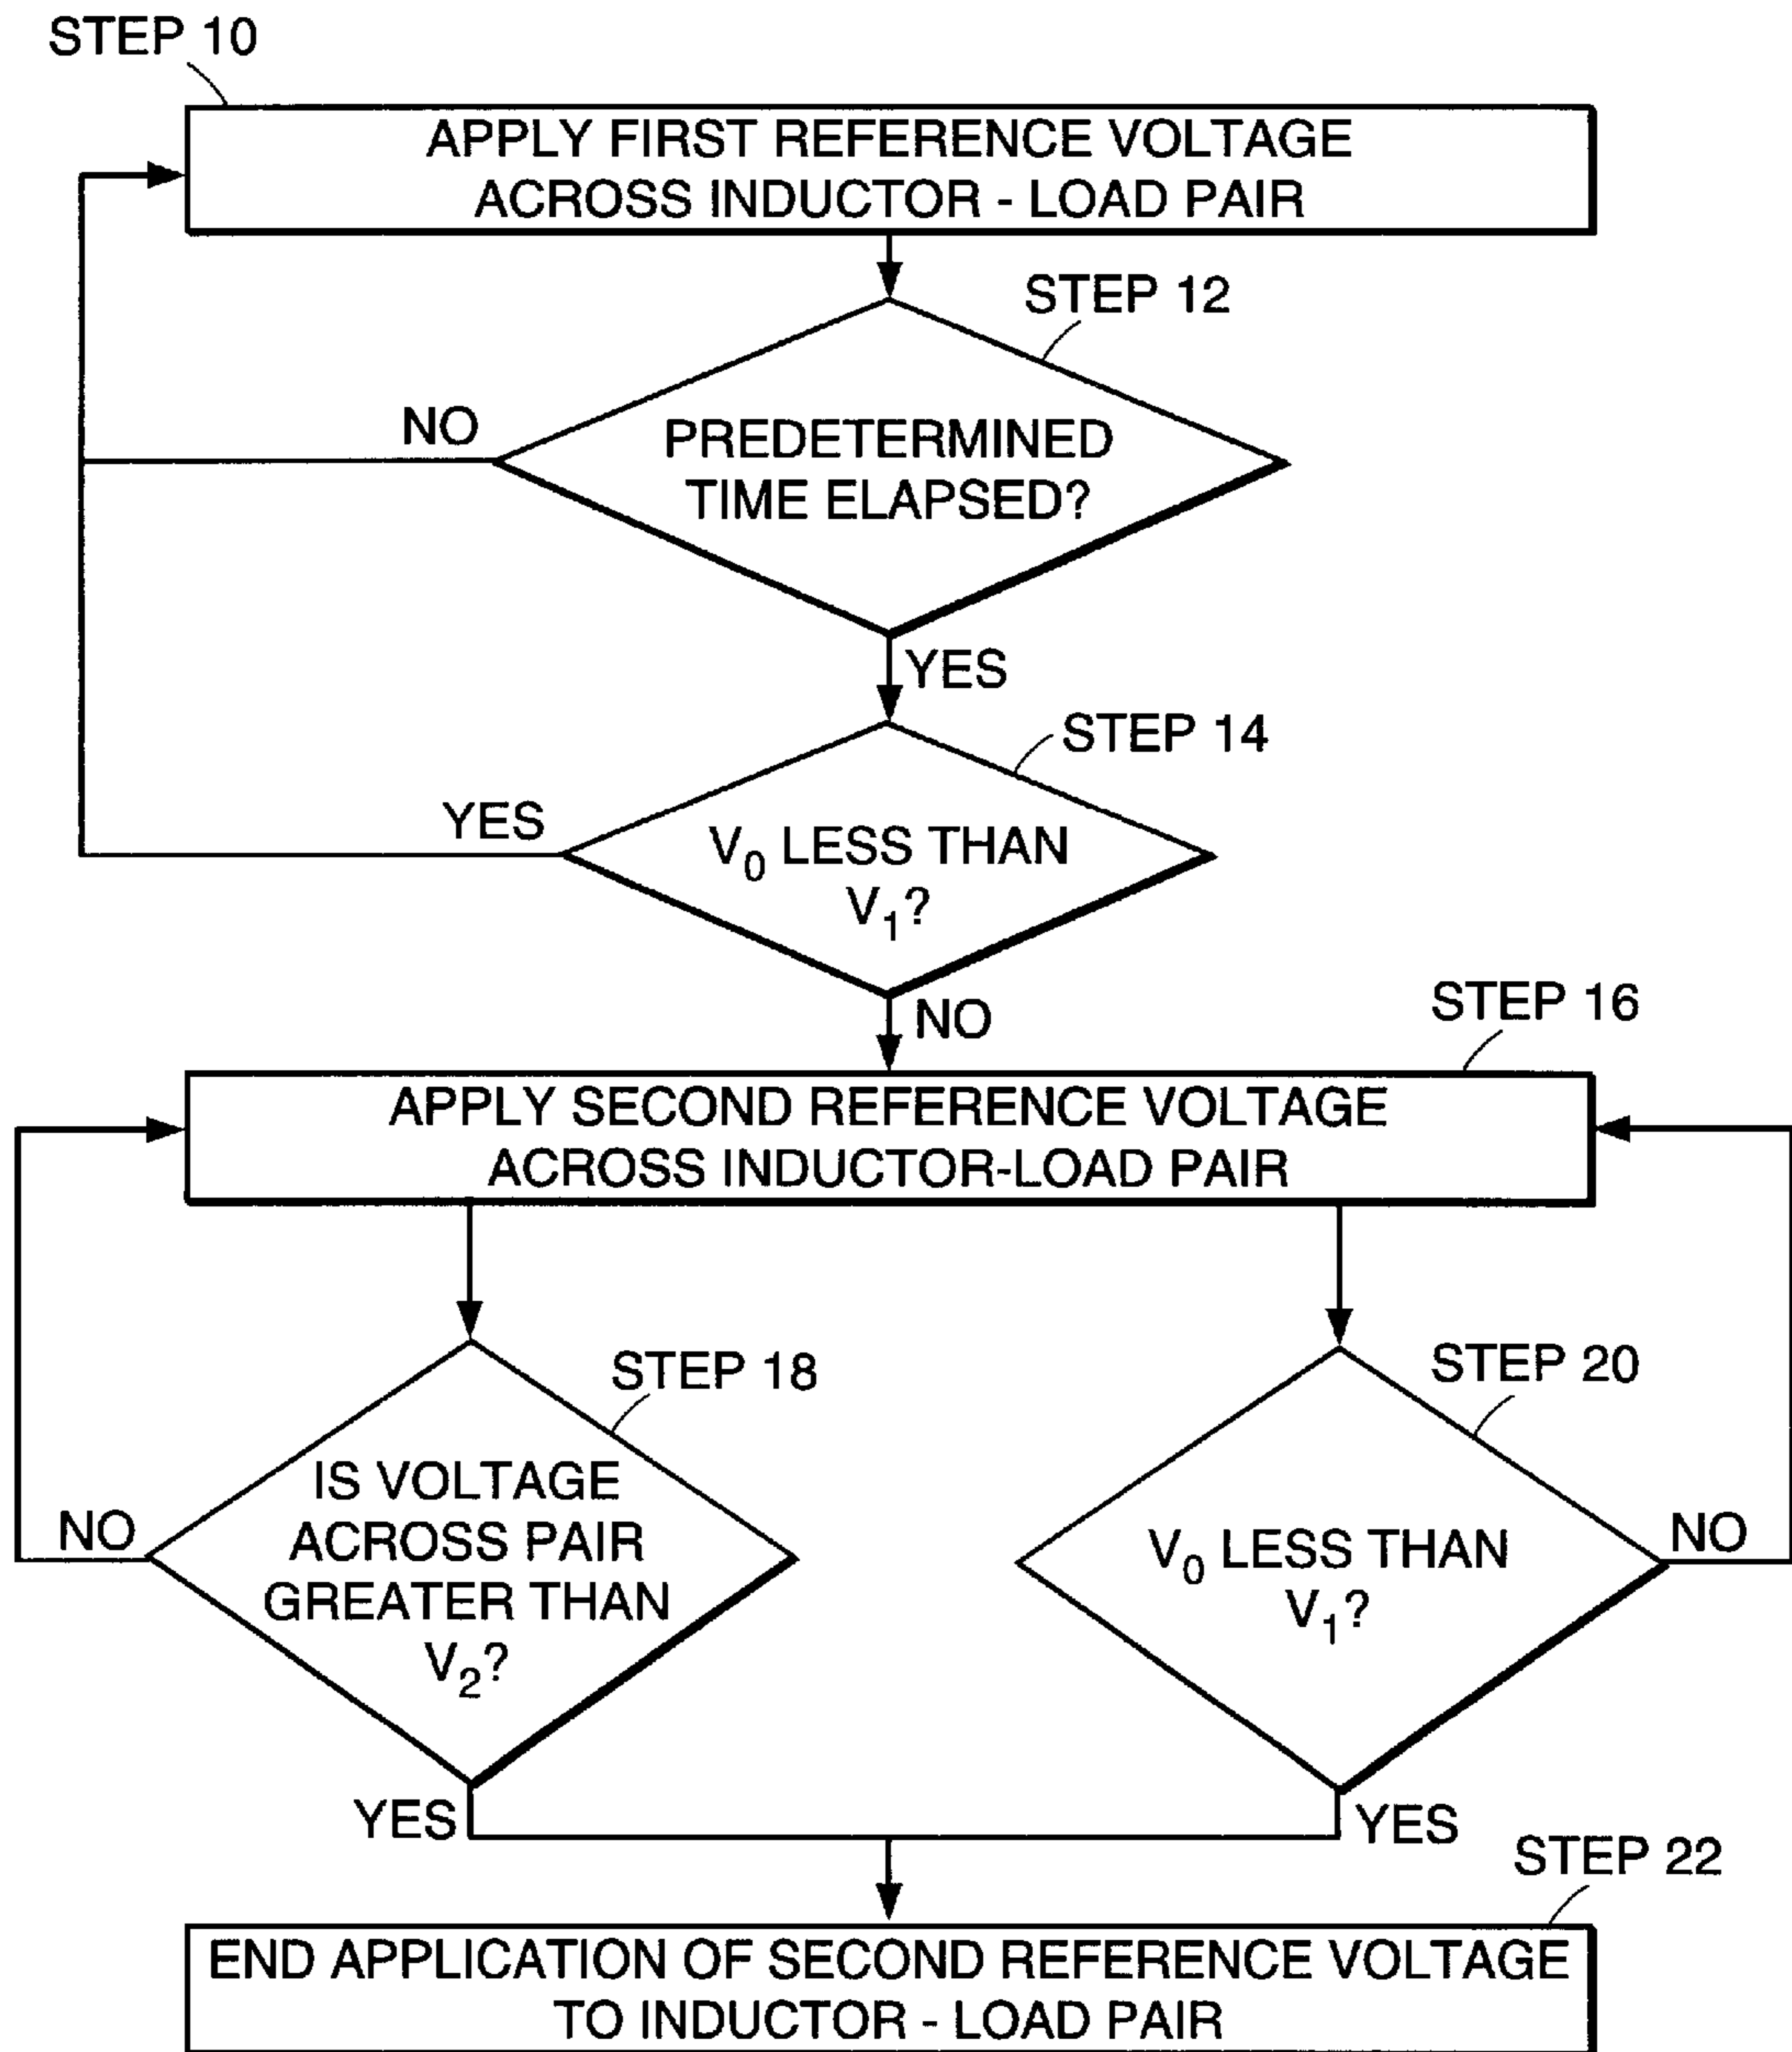 STEP 10
APPLY FIRST REFERENCE VOLTAGE
ACROSS INDUCTOR - LOAD PAIR
STEP 12
NO
PREDETERMINED
TIME ELAPSED?
YES
STEP 14
YES
V₀ LESS THAN
V₁?
NO
STEP 16
APPLY SECOND REFERENCE VOLTAGE
ACROSS INDUCTOR-LOAD PAIR
STEP 18
IS VOLTAGE
ACROSS PAIR
GREATER THAN
V₂?
NO
YES
STEP 20
V₀ LESS THAN
V₁?
NO
YES
STEP 22
END APPLICATION OF SECOND REFERENCE VOLTAGE
TO INDUCTOR - LOAD PAIR